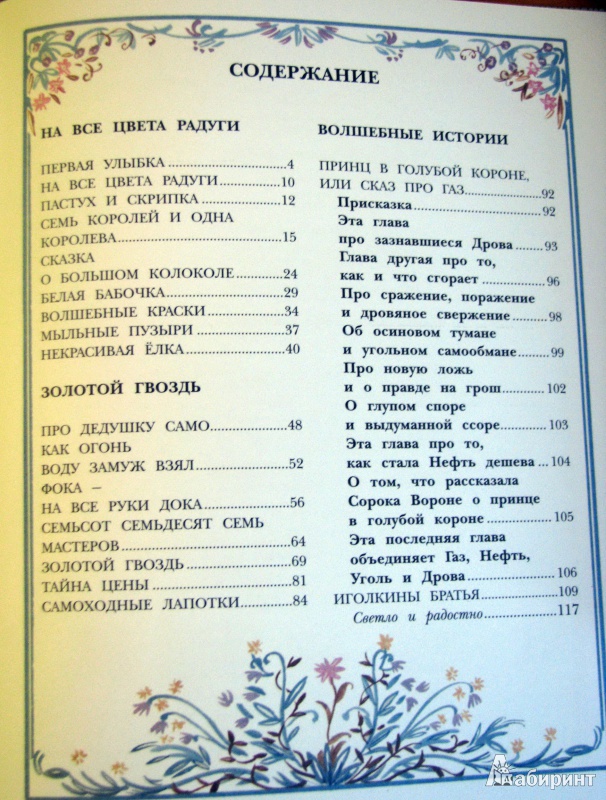 СОДЕРЖАНИЕ
НА ВСЕ ЦВЕТА РАДУГИ
ПЕРВАЯ УЛЫБКА....................4
НА ВСЕ ЦВЕТА РАДУГИ..........10
ПАСТУХ И СКРИПКА..............12
СЕМЬ КОРОЛЕЙ И ОДНА
КОРОЛЕВА...........................15
СКАЗКА
О БОЛЬШОМ КОЛОКОЛЕ........24
БЕЛАЯ БАБОЧКА...................29
ВОЛШЕБНЫЕ КРАСКИ............34
МЫЛЬНЫЕ ПУЗЫРИ..............37
НЕКРАСИВАЯ ЁЛКА...............40
ЗОЛОТОЙ ГВОЗДЬ
ПРО ДЕДУШКУ САМО.............48
КАК ОГОНЬ
ВОДУ ЗАМУЖ ВЗЯЛ...............52
ФОКА –
НА ВСЕ РУКИ ДОКА...............56
СЕМЬСОТ СЕМЬДЕСЯТ СЕМЬ
МАСТЕРОВ...........................64
ЗОЛОТОЙ ГВОЗДЬ.................69
ТАЙНА ЦЕНЫ.......................81
САМОХОДНЫЕ ЛАПОТКИ........84
ВОЛШЕБНЫЕ ИСТОРИИ
ПРИНЦ В ГОЛУБОЙ КОРОНЕ,
ИЛИ СКАЗ ПРО ГАЗ...............92
Присказка...........................92
Эта глава
про зазнавшиеся Дрова.....93
Глава другая про то,
как и что сгорает...............96
Про сражение, поражение
и дровяное свержение......98
Об осиновом тумане
и угольном самообмане.....99
Про новую ложь
и о правде на грош..........102
О глупом споре
и выдуманной ссоре.........103
Эта глава про то,
как стала Нефть дешева...104
О том, что рассказала
Сорока Вороне о принце
в голубой короне.............105
Эта последняя глава
объединяет Газ, Нефть,
Уголь и Дрова.................106
ИГОЛКИНЫ БРАТЬЯ.............109
Светло и радостно.............117
Лабиринт